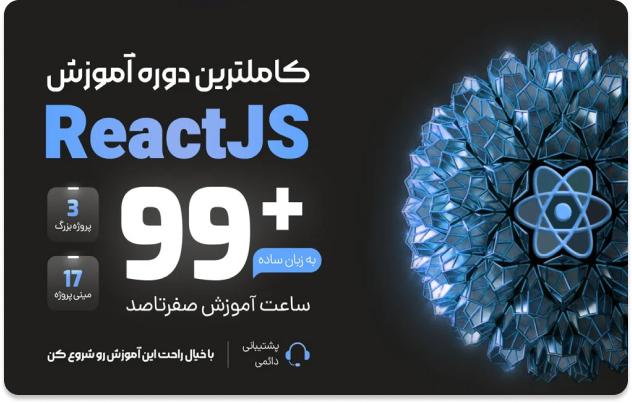 کاملترین دوره آموزش
ReactJS
99+
به زبان ساده
ساعت آموزش صفرتاصد
3
پروژه بزرگ
17
مینی پروژه
پشتیبانی
دائمی
با خیال راحت این آموزش رو شروع کن